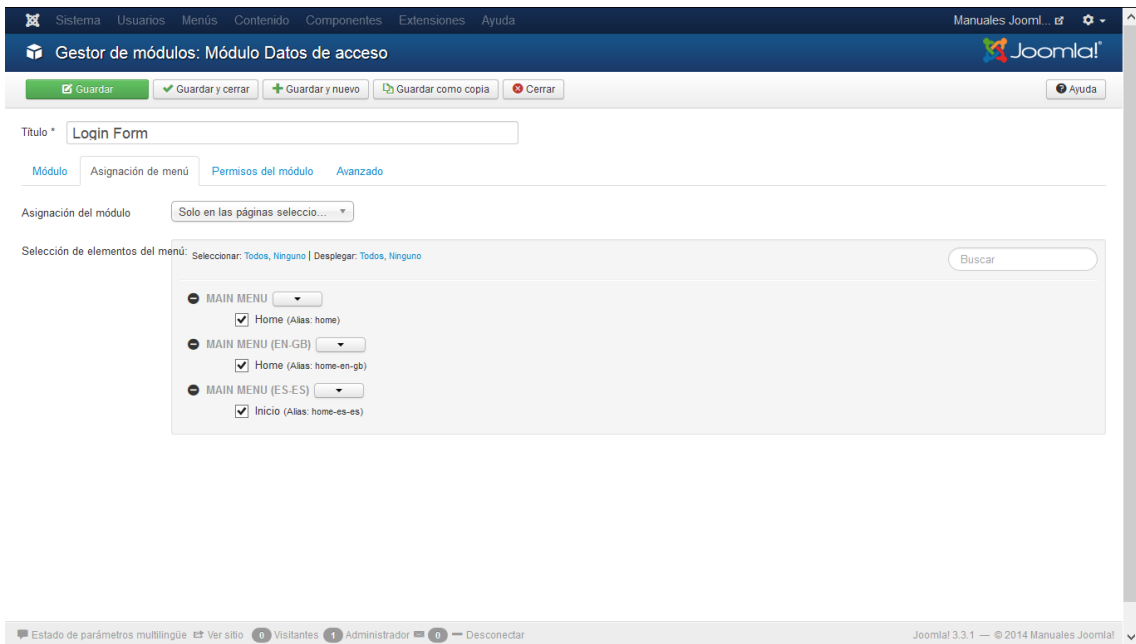 Sistema Usuarios Menús Contenido Componentes Extensiones Ayuda Manuales Jooml...
Gestor de módulos: Módulo Datos de acceso Joomla!
Guardar Guardar y cerrar Guardar y nuevo Guardar como copia Cerrar Ayuda
Título * Login Form
Módulo Asignación de menú Permisos del módulo Avanzado
Asignación del módulo Solo en las páginas seleccio...
Selección de elementos del menú: Seleccionar: Todos, Ninguno | Desplegar: Todos, Ninguno Buscar
MAIN MENU
Home (Alias: home)
MAIN MENU (EN-GB)
Home (Alias: home-en-gb)
MAIN MENU (ES-ES)
Inicio (Alias: home-es-es)
Estado de parámetros multilingüe Ver sitio 0 Visitantes 1 Administrador 0 Desconectar Joomla! 3.3.1 — © 2014 Manuales Joomla!